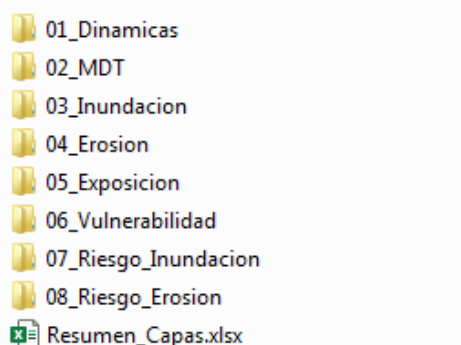 01_Dinamicas
02_MDT
03_Inundacion
04_Erosion
05_Exposicion
06_Vulnerabilidad
07_Riesgo_Inundacion
08_Riesgo_Erosion
Resumen_Capas.xlsx